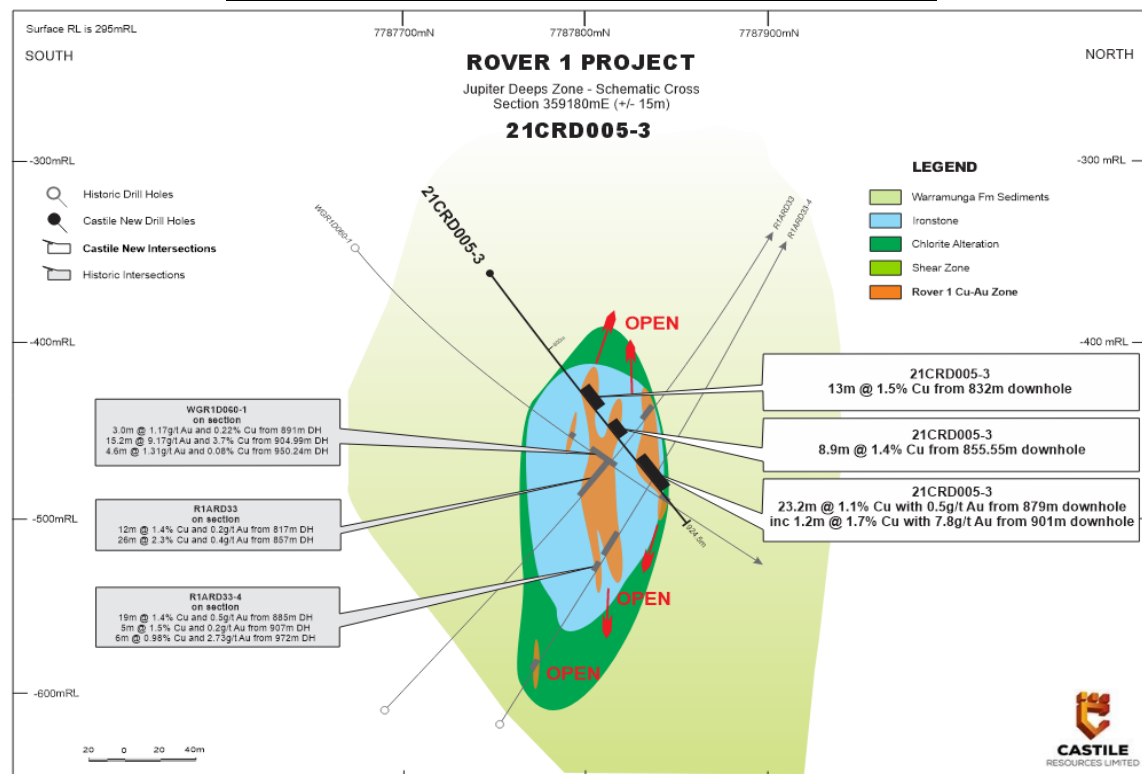 Surface RL is 295mRL
SOUTH
7787700mN
7787800mN
7787900mN
NORTH
ROVER 1 PROJECT
Jupiter Deeps Zone - Schematic Cross
Section 359180mE (+/- 15m)
21CRD005-3
-300mRL
-300 mRL
Historic Drill Holes
Castile New Drill Holes
Castile New Intersections
Historic Intersections
LEGEND
Warramunga Fm Sediments
Ironstone
Chlorite Alteration
Shear Zone
Rover 1 Cu-Au Zone
WGR1D060-1
21CRD005-3
R1ARD33
R1ARD33-4
OPEN
-400mRL
-400 mRL
800m
21CRD005-3
13m @ 1.5% Cu from 832m downhole
21CRD005-3
8.9m @ 1.4% Cu from 855.55m downhole
21CRD005-3
23.2m @ 1.1% Cu with 0.5g/t Au from 879m downhole
inc 1.2m @ 1.7% Cu with 7.8g/t Au from 901m downhole
WGR1D060-1
on section
3.0m @ 1.17g/t Au and 0.22% Cu from 891m DH
15.2m @ 9.17g/t Au and 3.7% Cu from 904.99m DH
4.6m @ 1.31g/t Au and 0.08% Cu from 950.24m DH
R1ARD33
on section
12m @ 1.4% Cu and 0.2g/t Au from 817m DH
26m @ 2.3% Cu and 0.4g/t Au from 857m DH
-500mRL
-500 mRL
924.5m
R1ARD33-4
on section
19m @ 1.4% Cu and 0.5g/t Au from 885m DH
5m @ 1.5% Cu and 0.2g/t Au from 907m DH
6m @ 0.98% Cu and 2.73g/t Au from 972m DH
OPEN
OPEN
-600mRL
-600 mRL
20 0 20 40m
CASTILE
RESOURCES LIMITED